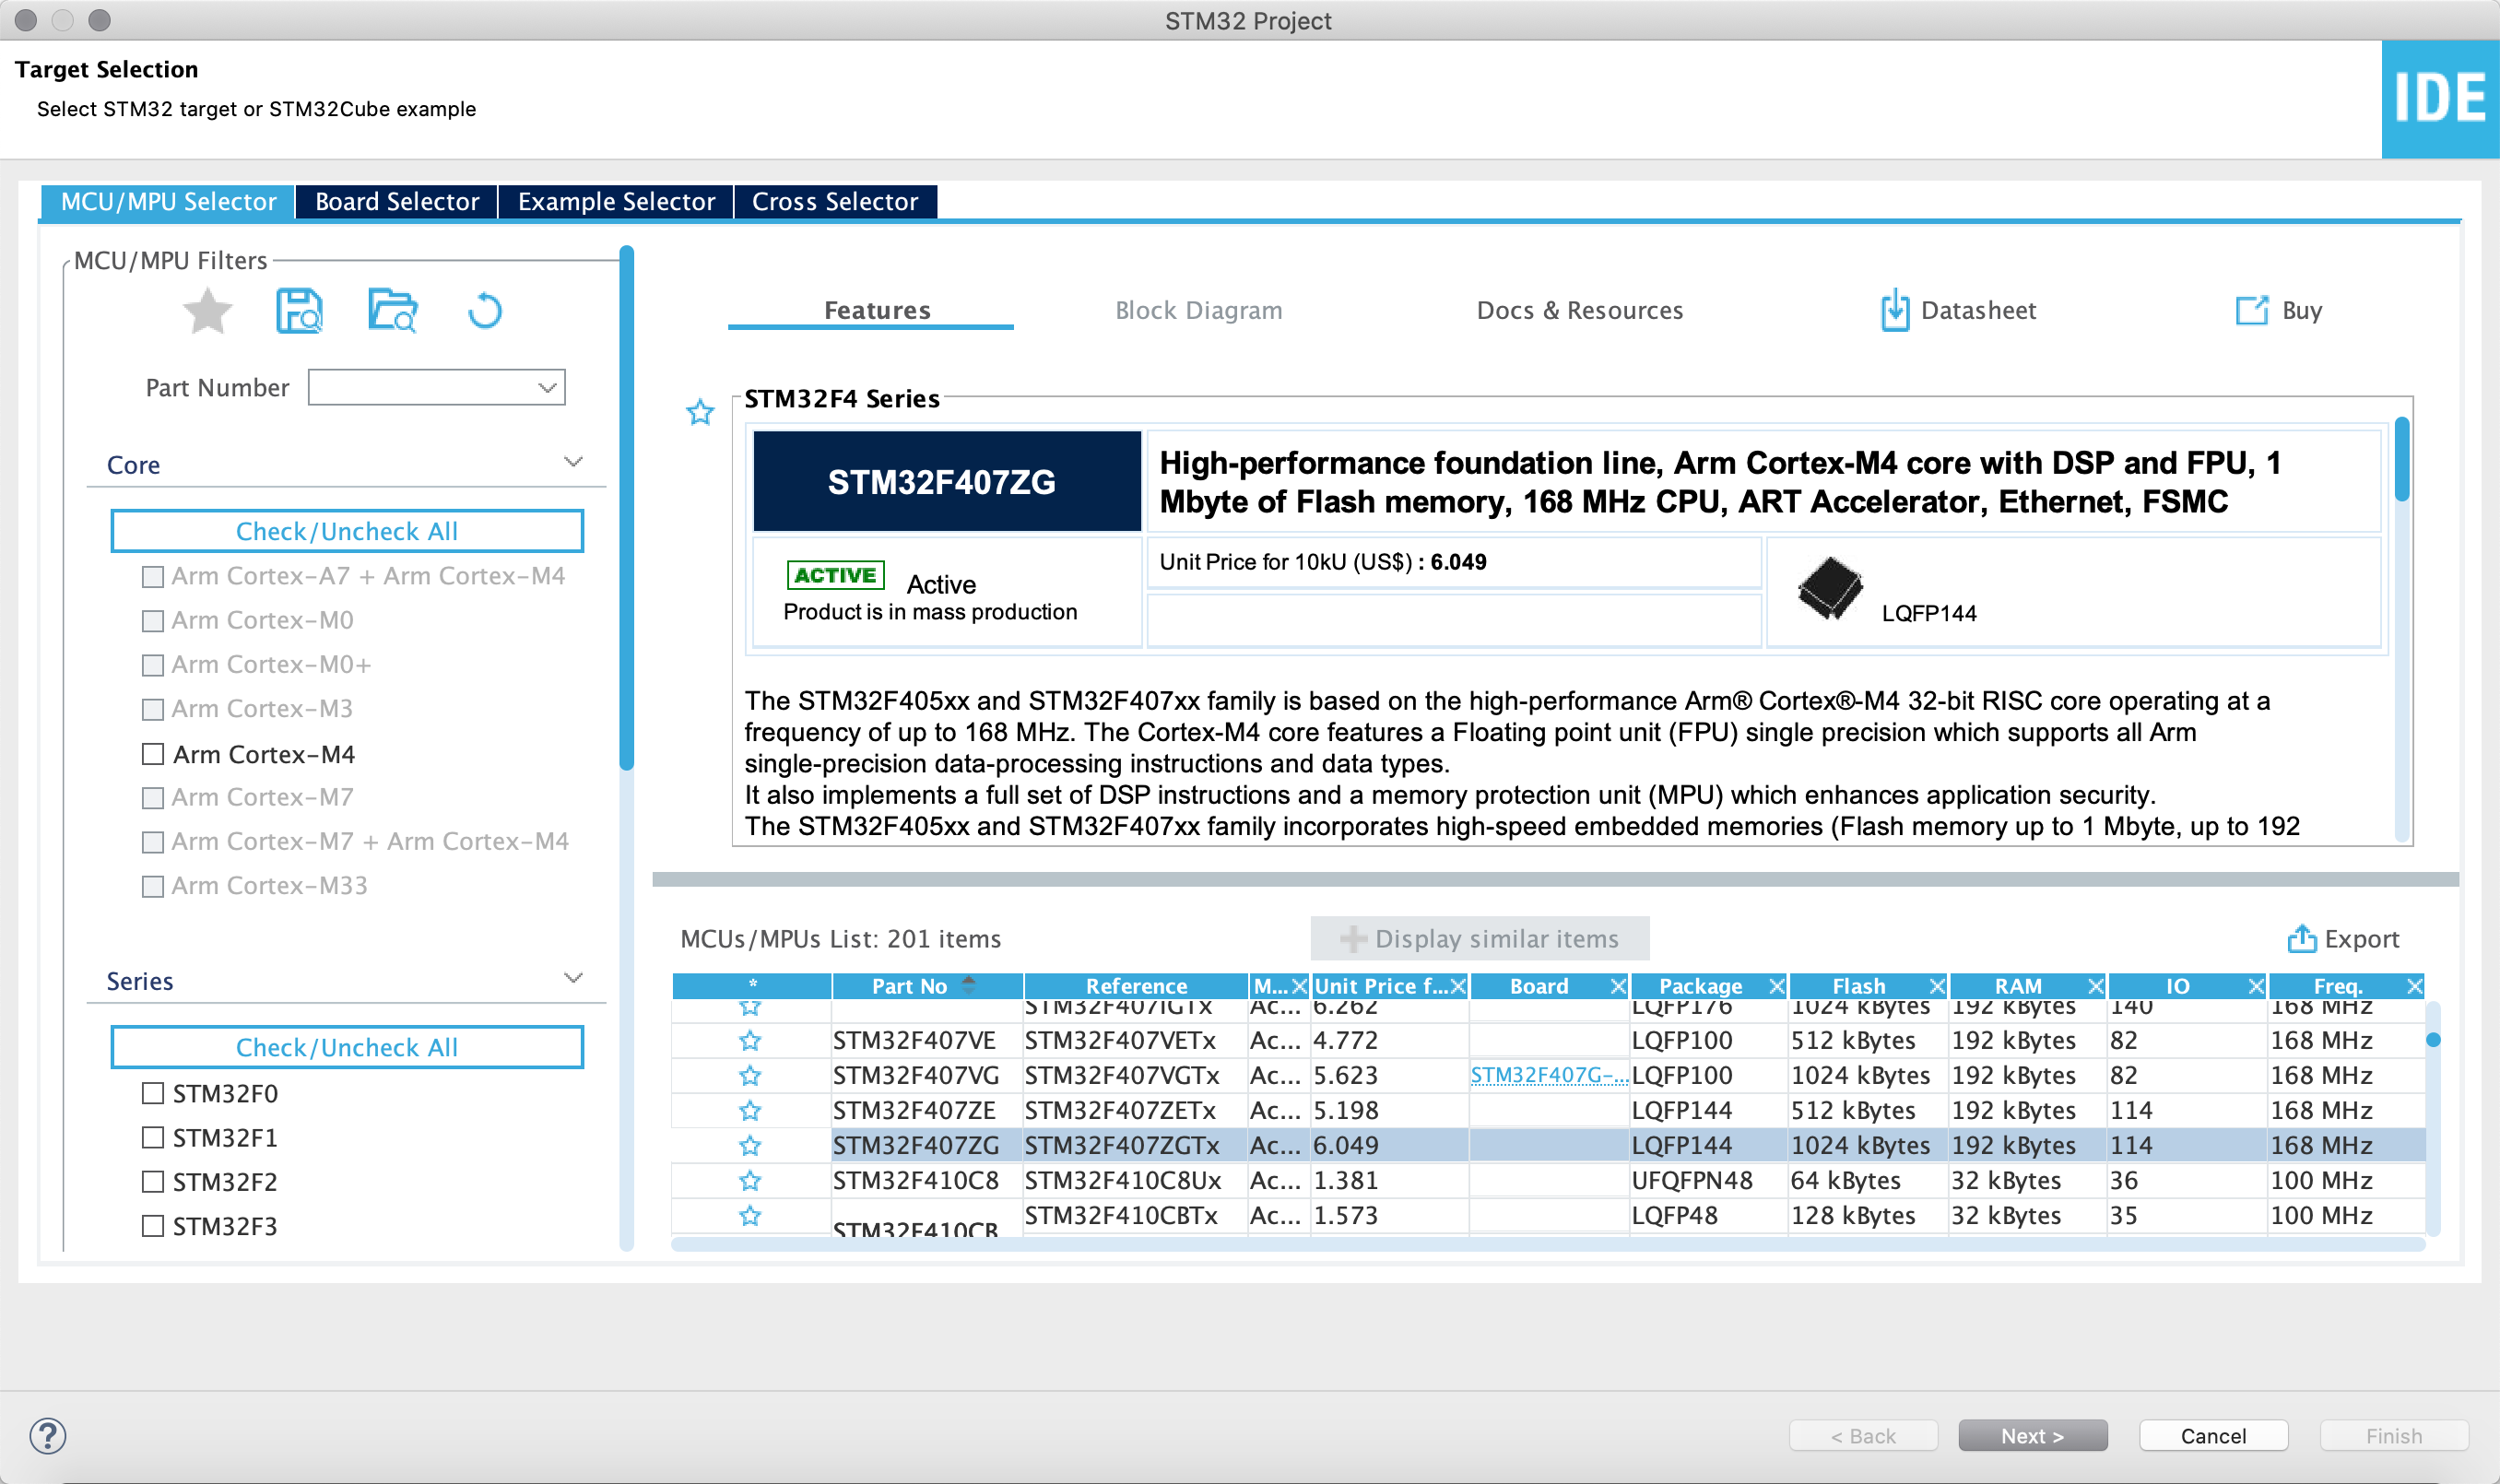 STM32 Project
Target Selection
Select STM32 target or STM32Cube example
IDE
MCU/MPU Selector
Board Selector
Example Selector
Cross Selector
MCU/MPU Filters
Part Number
Core
Check/Uncheck All
Arm Cortex-A7 + Arm Cortex-M4
Arm Cortex-M0
Arm Cortex-M0+
Arm Cortex-M3
Arm Cortex-M4
Arm Cortex-M7
Arm Cortex-M7 + Arm Cortex-M4
Arm Cortex-M33
Series
Check/Uncheck All
STM32F0
STM32F1
STM32F2
STM32F3
Features
Block Diagram
Docs & Resources
Datasheet
Buy
STM32F4 Series
STM32F407ZG
High-performance foundation line, Arm Cortex-M4 core with DSP and FPU, 1
Mbyte of Flash memory, 168 MHz CPU, ART Accelerator, Ethernet, FSMC
ACTIVE Active
Product is in mass production
Unit Price for 10kU (US$) : 6.049
LQFP144
The STM32F405xx and STM32F407xx family is based on the high-performance Arm® Cortex®-M4 32-bit RISC core operating at a
frequency of up to 168 MHz. The Cortex-M4 core features a Floating point unit (FPU) single precision which supports all Arm
single-precision data-processing instructions and data types.
It also implements a full set of DSP instructions and a memory protection unit (MPU) which enhances application security.
The STM32F405xx and STM32F407xx family incorporates high-speed embedded memories (Flash memory up to 1 Mbyte, up to 192
MCUs/MPUs List: 201 items
Display similar items
Export
* Part No Reference M... Unit Price f... Board Package Flash RAM IO Freq.
STM32F407IGTx Ac... 6.262 LQFP176 1024 kBytes 192 kBytes 140 168 MHz
STM32F407VE STM32F407VETx Ac... 4.772 LQFP100 512 kBytes 192 kBytes 82 168 MHz
STM32F407VG STM32F407VGTx Ac... 5.623 STM32F407G-... LQFP100 1024 kBytes 192 kBytes 82 168 MHz
STM32F407ZE STM32F407ZETx Ac... 5.198 LQFP144 512 kBytes 192 kBytes 114 168 MHz
STM32F407ZG STM32F407ZGTx Ac... 6.049 LQFP144 1024 kBytes 192 kBytes 114 168 MHz
STM32F410C8 STM32F410C8Ux Ac... 1.381 UFQFPN48 64 kBytes 32 kBytes 36 100 MHz
STM32F410CB STM32F410CBTx Ac... 1.573 LQFP48 128 kBytes 32 kBytes 35 100 MHz
?
< Back
Next >
Cancel
Finish